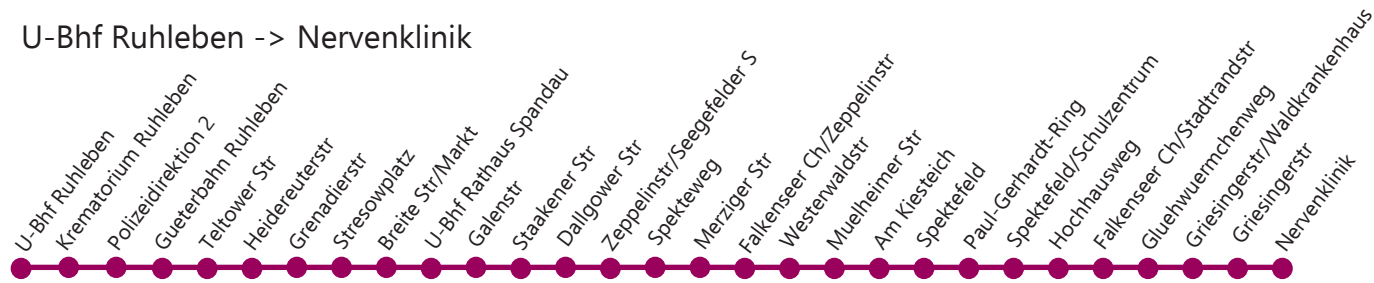 U-Bhf Ruhleben -> Nervenklinik
U-Bhf Ruhleben
Krematorium Ruhleben
Polizeidirektion 2
Gueterbahn Ruhleben
Teltower Str
Heidereuterstr
Grenadierstr
Stresowplatz
Breite Str/Markt
U-Bhf Rathaus Spandau
Galenstr
Staakener Str
Dallgower Str
Zeppelinstr/Seegefelder S
Spekteweg
Merziger Str
Falkenseer Ch/Zeppelinstr
Westerwaldstr
Muelheimer Str
Am Kiesteich
Spektefeld
Paul-Gerhardt-Ring
Spektefeld/Schulzentrum
Hochhausweg
Falkenseer Ch/Stadtrandstr
Gluehwuermchenweg
Griesingerstr/Waldkrankenhaus
Griesingerstr
Nervenklinik